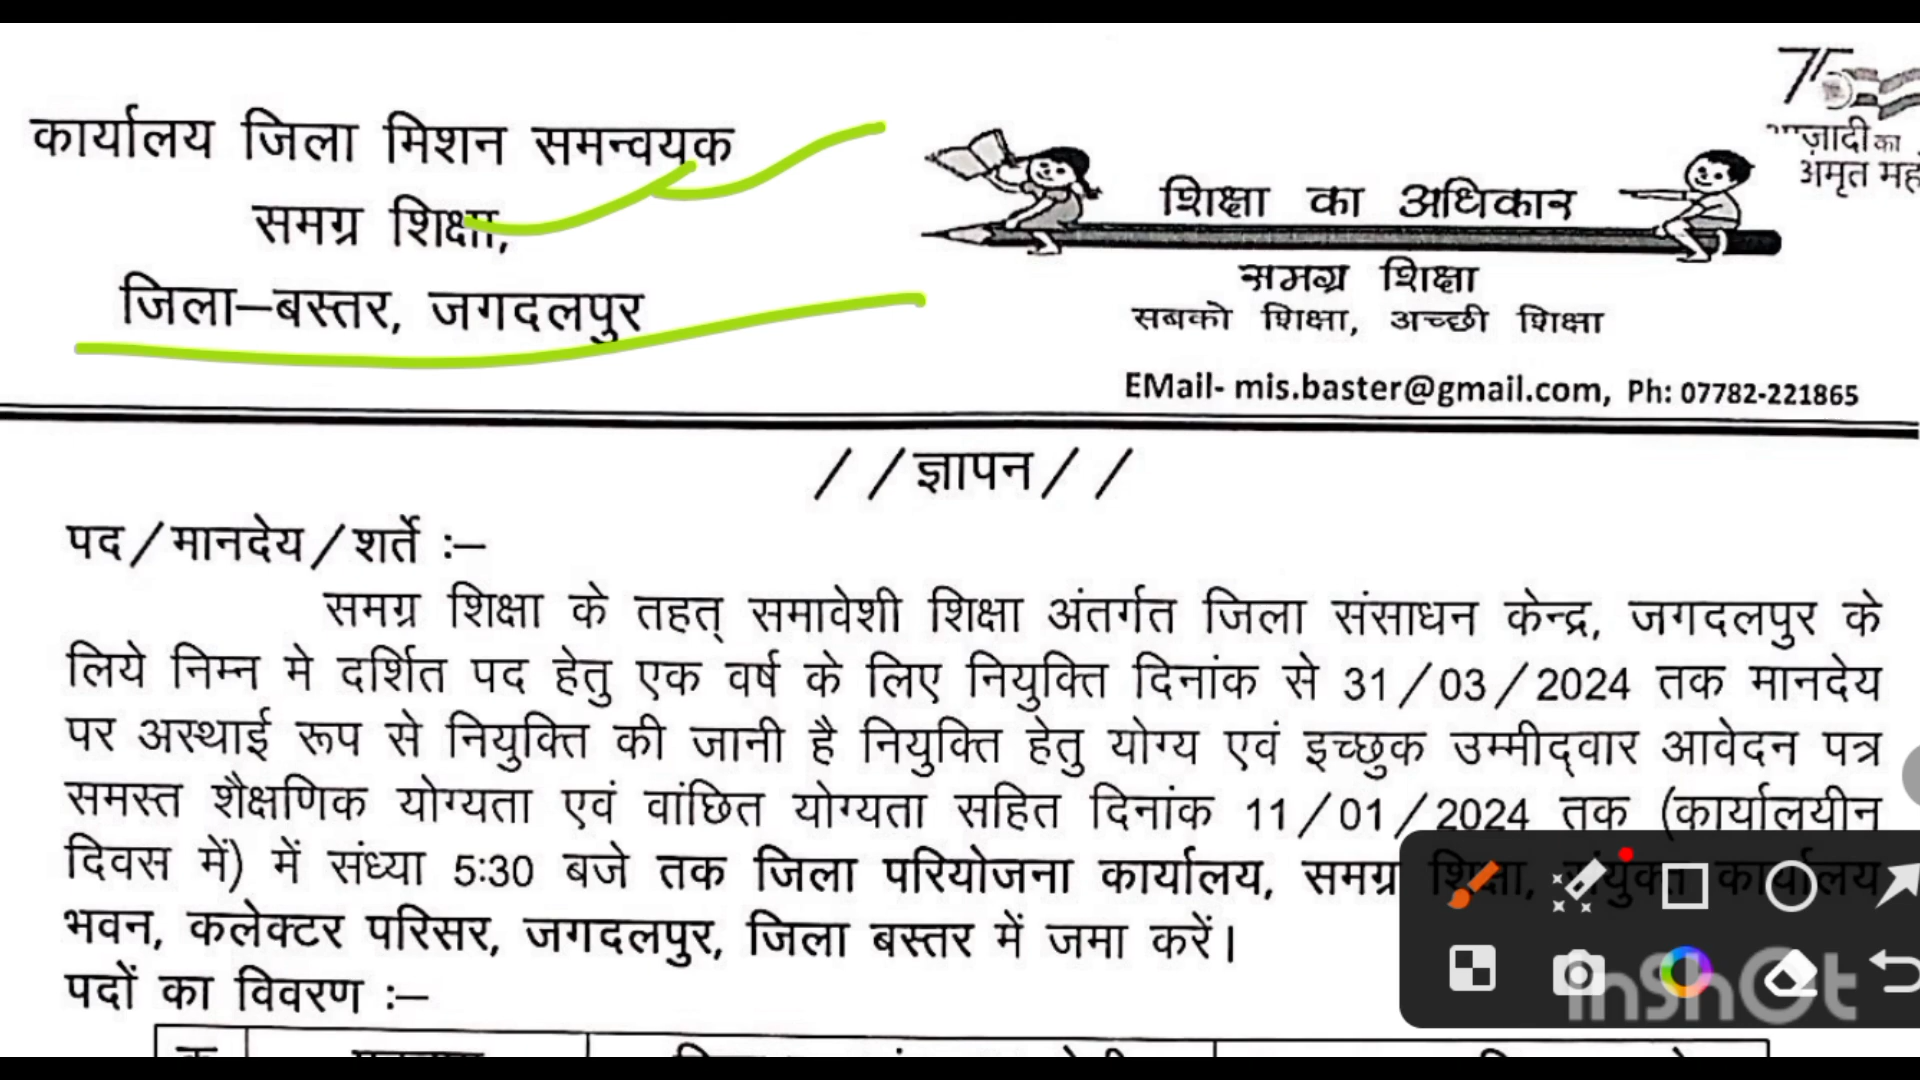 कार्यालय जिला मिशन समन्वयक
समग्र शिक्षा,
जिला–बस्तर, जगदलपुर
75
ज़ादी का
अमृत मह
शिक्षा का अधिकार
समग्र शिक्षा
सबको शिक्षा, अच्छी शिक्षा
EMail- mis.baster@gmail.com, Ph: 07782-221865
//ज्ञापन//
पद/मानदेय/शर्ते :–
समग्र शिक्षा के तहत् समावेशी शिक्षा अंतर्गत जिला संसाधन केन्द्र, जगदलपुर के
लिये निम्न मे दर्शित पद हेतु एक वर्ष के लिए नियुक्ति दिनांक से 31/03/2024 तक मानदेय
पर अस्थाई रूप से नियुक्ति की जानी है नियुक्ति हेतु योग्य एवं इच्छुक उम्मीद्वार आवेदन पत्र
समस्त शैक्षणिक योग्यता एवं वांछित योग्यता सहित दिनांक 11/01/2024 तक (कार्यालयीन
दिवस में) में संध्या 5:30 बजे तक जिला परियोजना कार्यालय, समग्र शिक्षा, संयुक्त कार्यालय
भवन, कलेक्टर परिसर, जगदलपुर, जिला बस्तर में जमा करें।
पदों का विवरण :–
InShOt